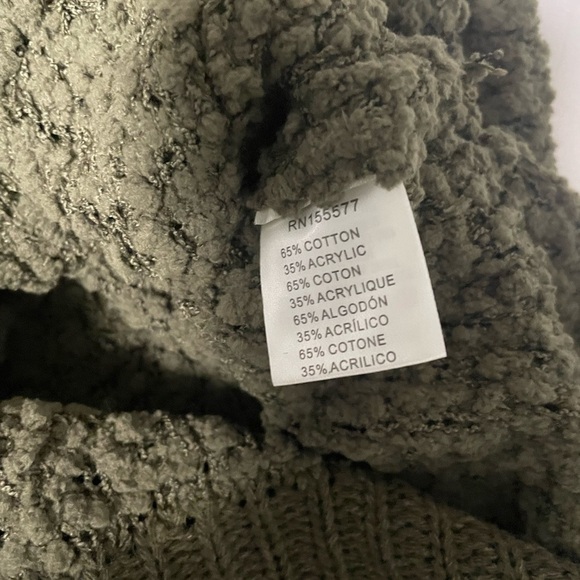 RN155577
65% COTTON
35% ACRYLIC
65% COTON
35% ACRYLIQUE
65% ALGODÓN
35% ACRÍLICO
65% COTONE
35% ACRILICO